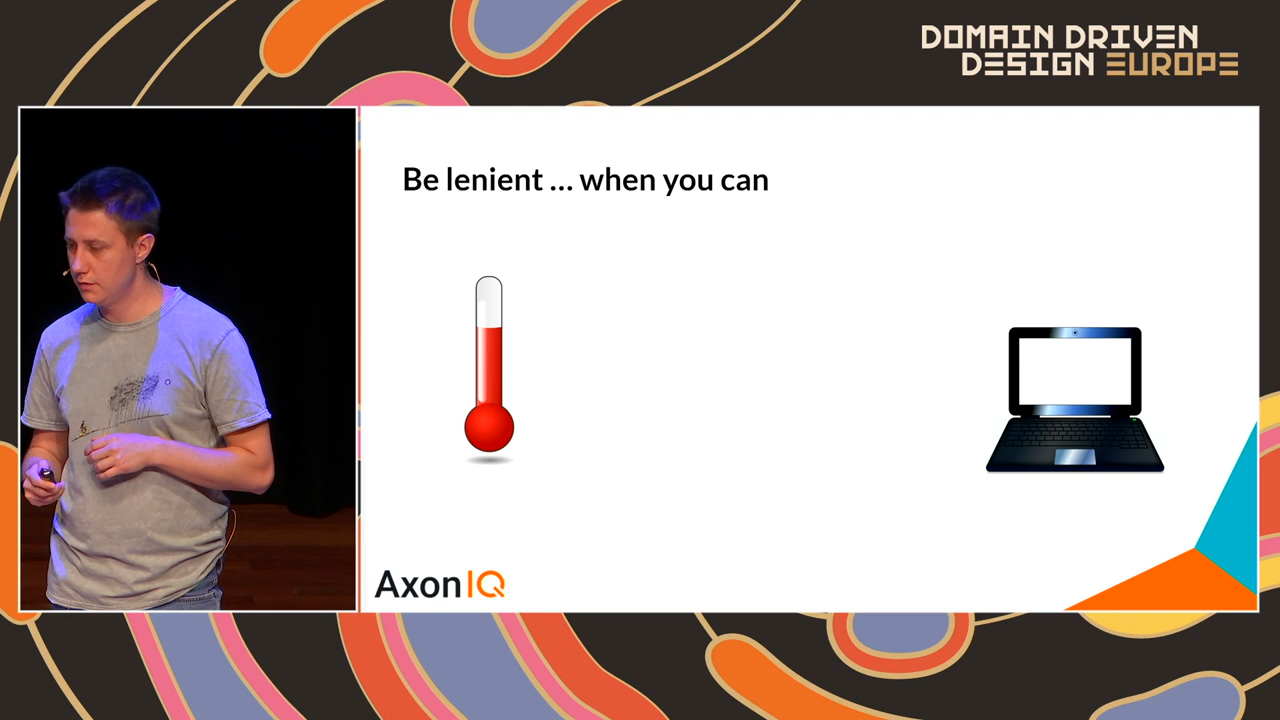 DOMAIN DRIVEN
DESIGN EUROPE
Be lenient ... when you can
AxonIQ